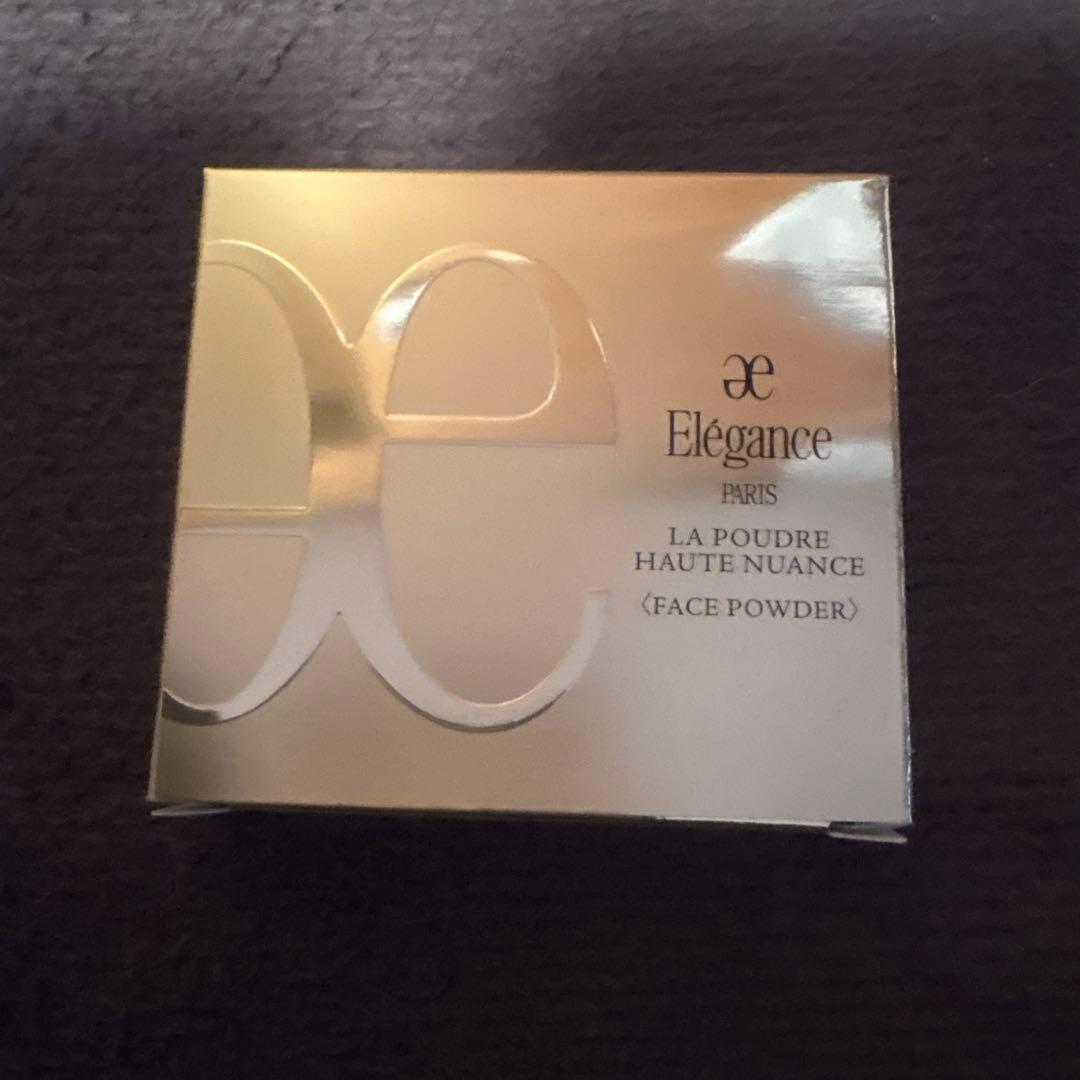 æ
Elégance
PARIS
LA POUDRE
HAUTE NUANCE
〈FACE POWDER〉